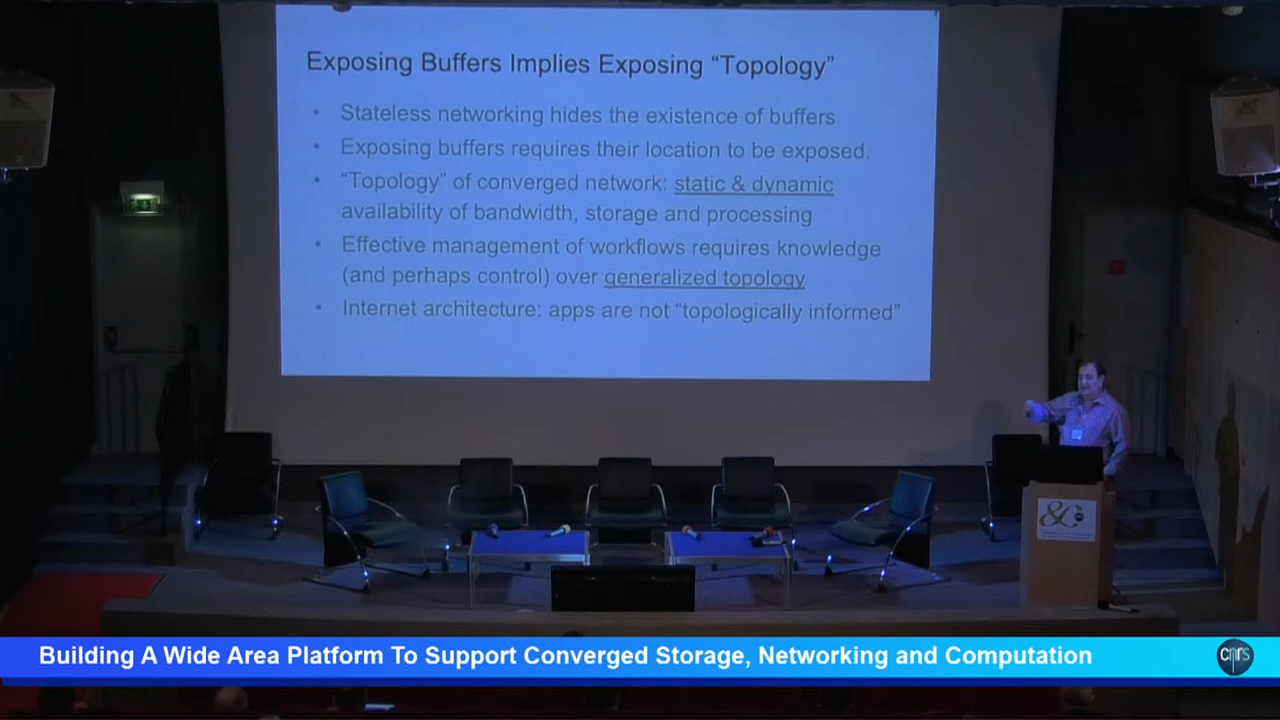 Exposing Buffers Implies Exposing “Topology”
• Stateless networking hides the existence of buffers
• Exposing buffers requires their location to be exposed.
• “Topology” of converged network: static & dynamic
availability of bandwidth, storage and processing
• Effective management of workflows requires knowledge
(and perhaps control) over generalized topology
• Internet architecture: apps are not “topologically informed”
&C
Building A Wide Area Platform To Support Converged Storage, Networking and Computation
cnrs